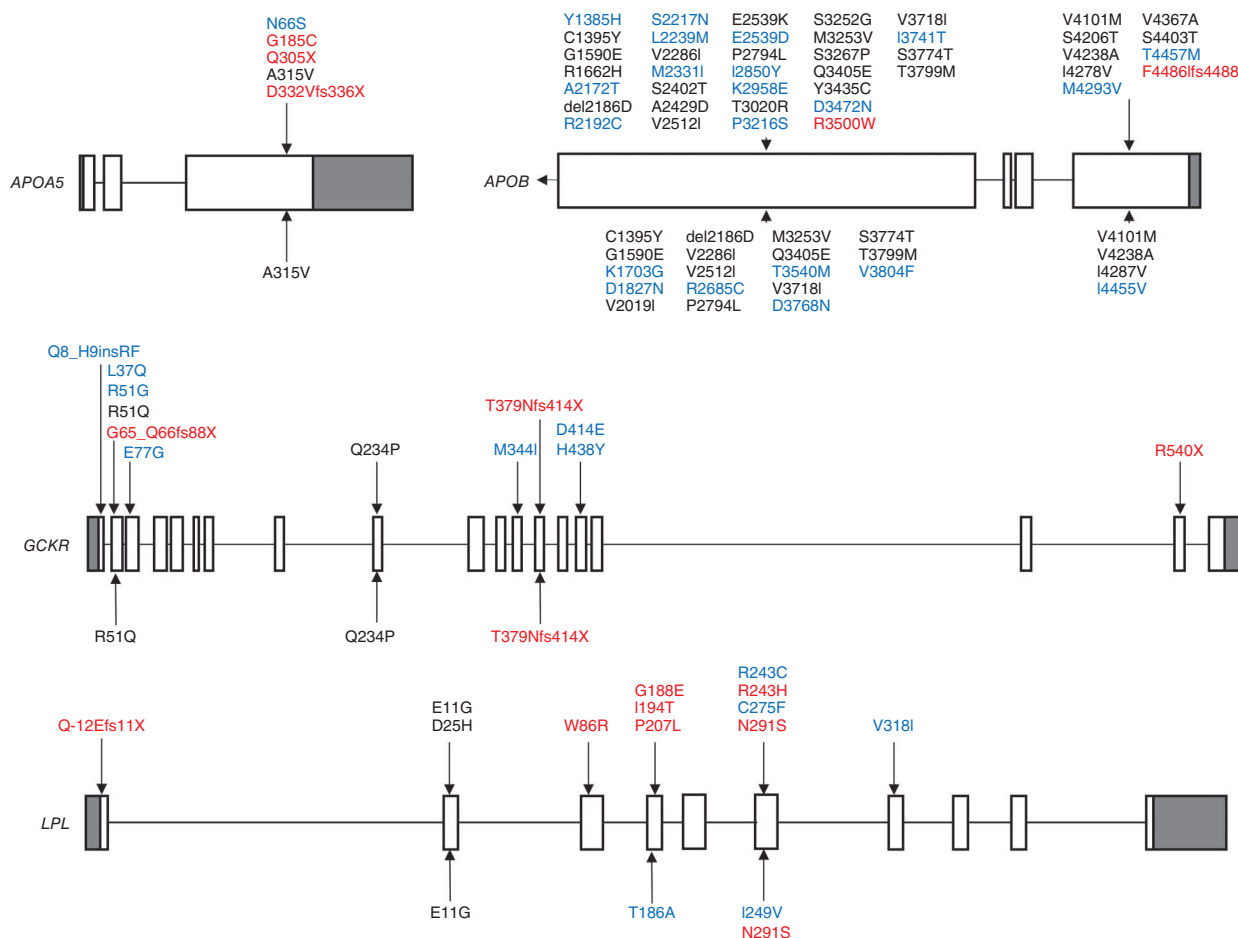 N66S
G185C
Q305X
A315V
D332Vfs336X
APOA5
A315V
Y1385H S2217N E2539K S3252G V3718I
C1395Y L2239M E2539D M3253V I3741T
G1590E V2286I P2794L S3267P S3774T
R1662H M2331I I2850Y Q3405E T3799M
A2172T S2402T K2958E Y3435C
del2186D A2429D T3020R D3472N
R2192C V2512I P3216S R3500W
V4101M V4367A
S4206T S4403T
V4238A T4457M
I4278V F4486Ifs4488
M4293V
APOB
C1395Y del2186D M3253V S3774T
G1590E V2286I Q3405E T3799M
K1703G V2512I T3540M V3804F
D1827N R2685C V3718I
V2019I P2794L D3768N
V4101M
V4238A
I4287V
I4455V
Q8_H9insRF
L37Q
R51G
R51Q
G65_Q66fs88X
E77G
Q234P
M344I
T379Nfs414X
D414E
H438Y
R540X
GCKR
R51Q
Q234P
T379Nfs414X
Q-12Efs11X
E11G
D25H
W86R
G188E
I194T
P207L
R243C
R243H
C275F
N291S
V318I
LPL
E11G
T186A
I249V
N291S